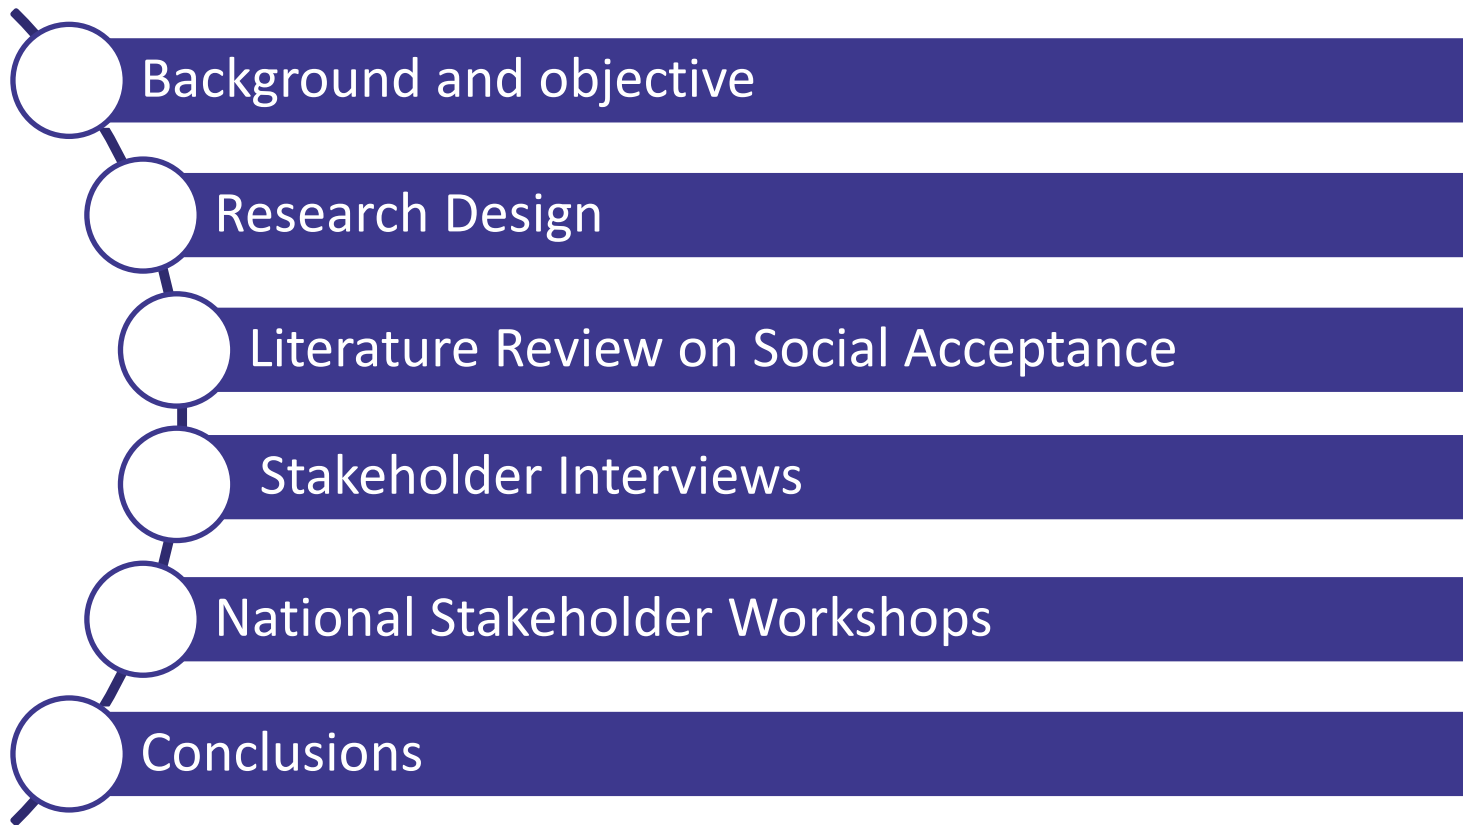 Background and objective
Research Design
Literature Review on Social Acceptance
Stakeholder Interviews
National Stakeholder Workshops
Conclusions